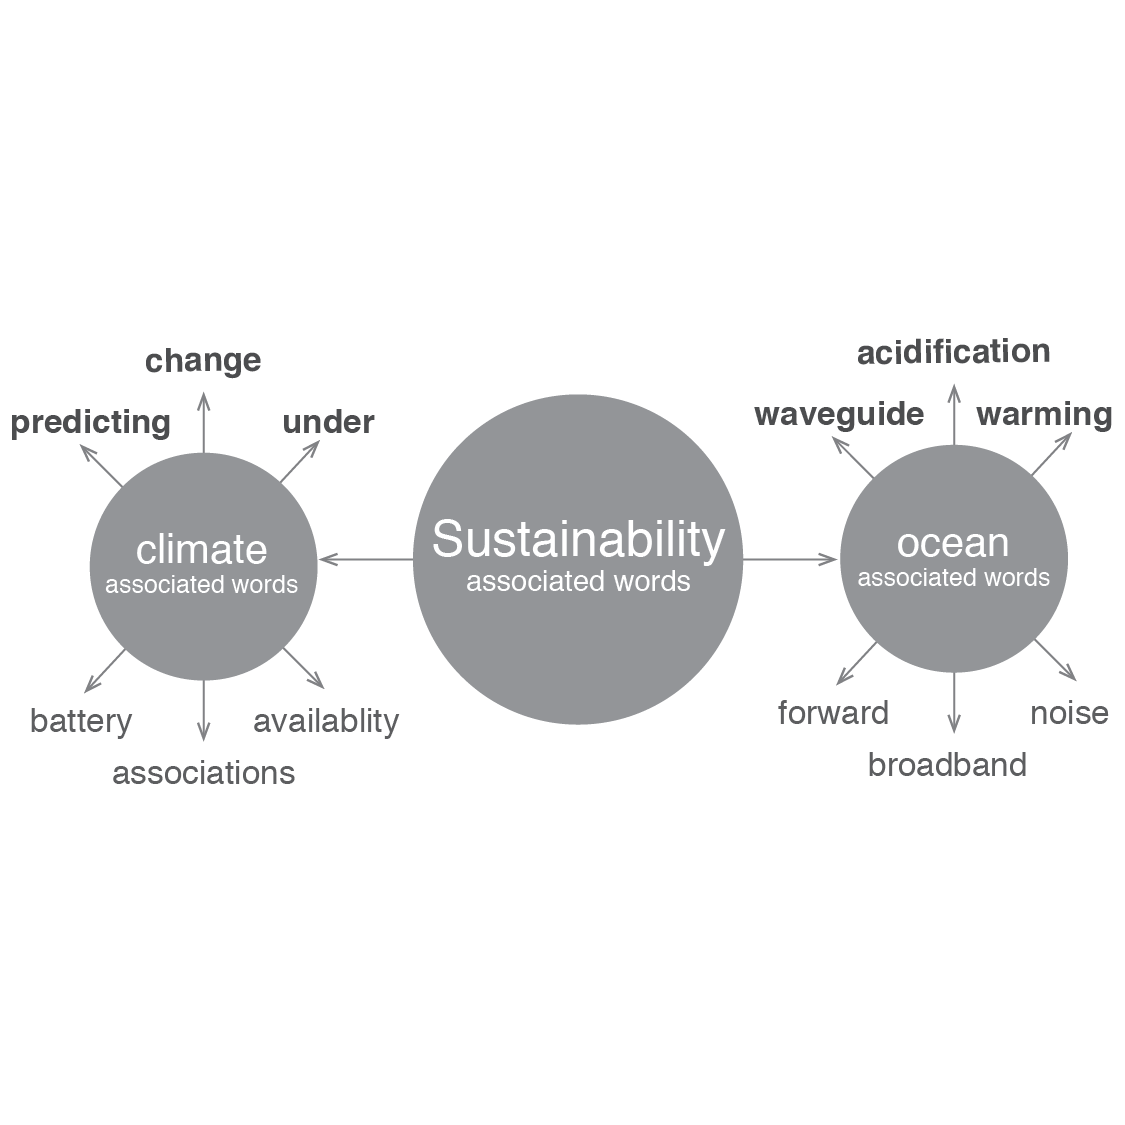 change
predicting
under
climate
associated words
battery
availablity
associations
Sustainability
associated words
acidification
waveguide
warming
ocean
associated words
forward
noise
broadband